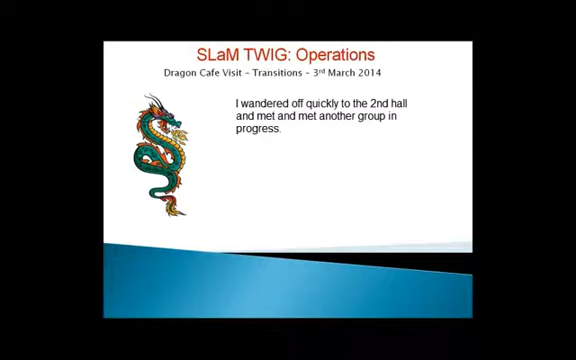 SLaM TWIG: Operations
Dragon Cafe Visit – Transitions – 3rd March 2014
I wandered off quickly to the 2nd hall
and met and met another group in
progress.